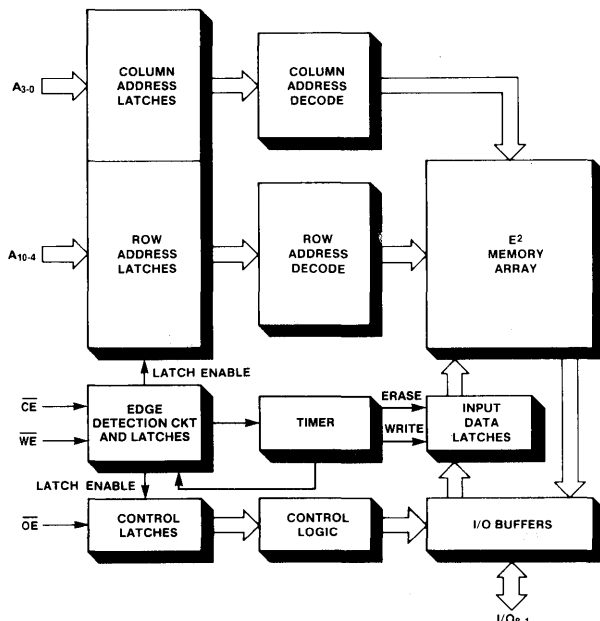 COLUMN
ADDRESS
LATCHES
COLUMN
ADDRESS
DECODE
A3-0
ROW
ADDRESS
LATCHES
ROW
ADDRESS
DECODE
E²
MEMORY
ARRAY
A10-4
LATCH ENABLE
CE
WE
EDGE
DETECTION CKT
AND LATCHES
TIMER
ERASE
WRITE
INPUT
DATA
LATCHES
LATCH ENABLE
OE
CONTROL
LATCHES
CONTROL
LOGIC
I/O BUFFERS